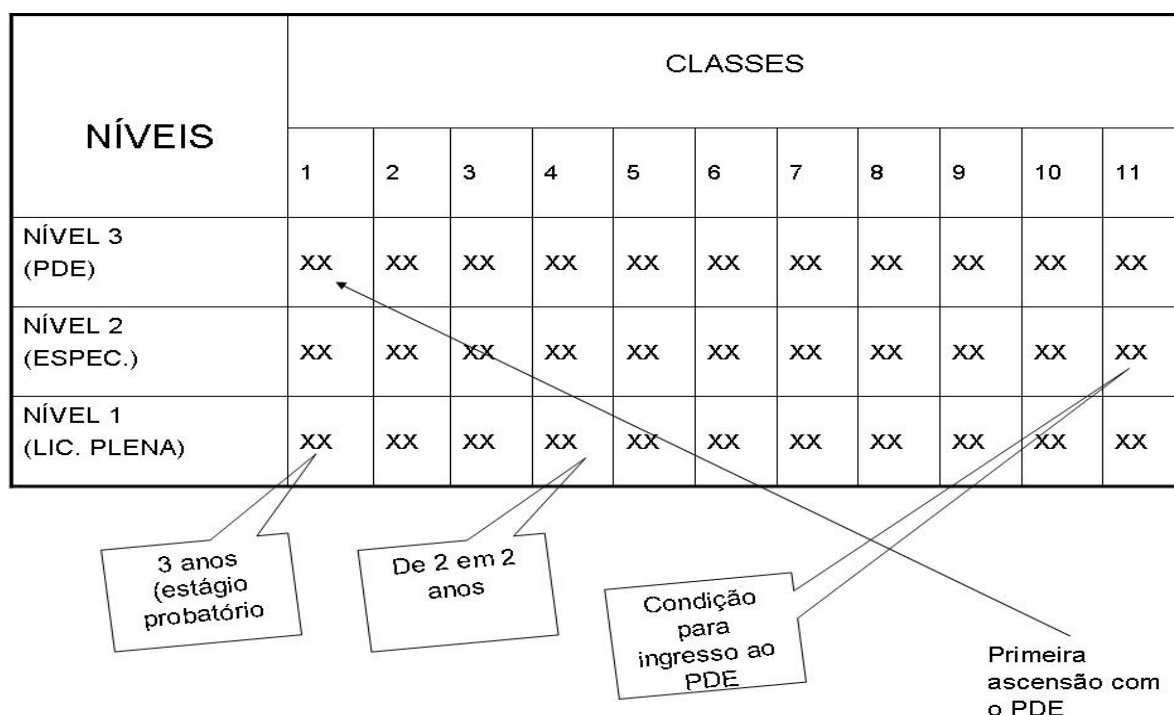 NÍVEIS
CLASSES
1 2 3 4 5 6 7 8 9 10 11
NÍVEL 3
(PDE)
XX XX XX XX XX XX XX XX XX XX XX
NÍVEL 2
(ESPEC.)
XX XX XX XX XX XX XX XX XX XX XX
NÍVEL 1
(LIC. PLENA)
XX XX XX XX XX XX XX XX XX XX XX
3 anos
(estágio
probatório
De 2 em 2
anos
Condição
para
ingresso ao
PDE
Primeira
ascensão com
o PDE